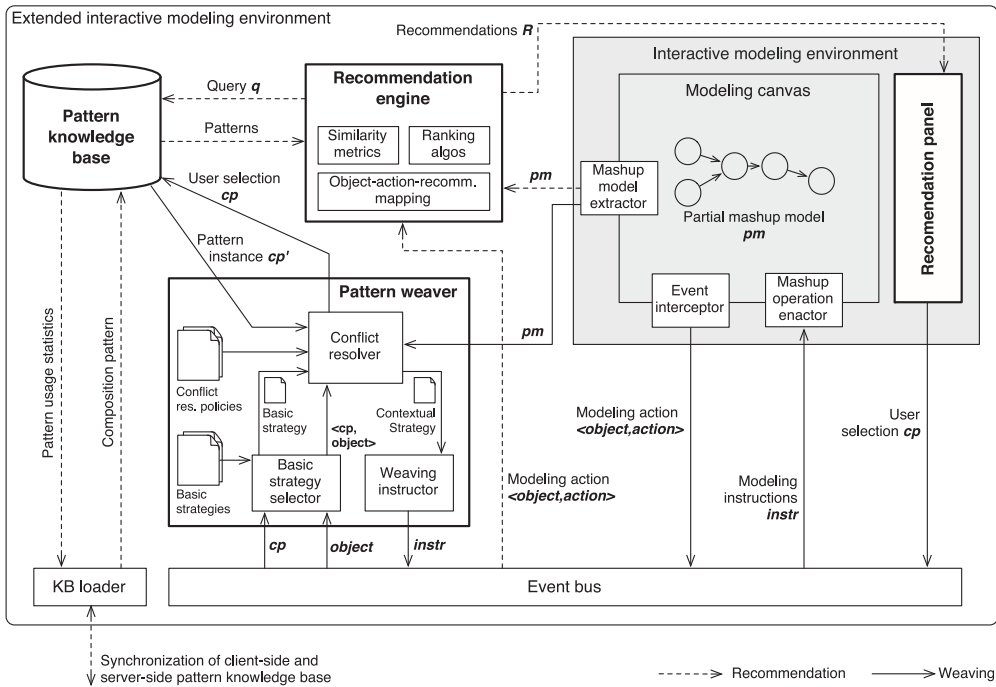 Extended interactive modeling environment
Recommendations R
Interactive modeling environment
Pattern
knowledge
base
Query q
Patterns
Recommendation
engine
Similarity
metrics
Ranking
algos
Object-action-recomm.
mapping
Modeling canvas
Mashup
model
extractor
Partial mashup model
pm
Recommendation panel
pm
User selection
cp
Pattern
instance cp'
Event
interceptor
Mashup
operation
enactor
pm
Pattern weaver
Conflict
resolver
Conflict
res. policies
Basic
strategy
<cp,
object>
Contextual
Strategy
Basic
strategies
Basic
strategy
selector
Weaving
instructor
Pattern usage statistics
Composition pattern
Modeling action
<object,action>
Modeling action
<object,action>
Modeling
instructions
instr
User
selection cp
cp
object
instr
KB loader
Event bus
Synchronization of client-side and
server-side pattern knowledge base
Recommendation
Weaving